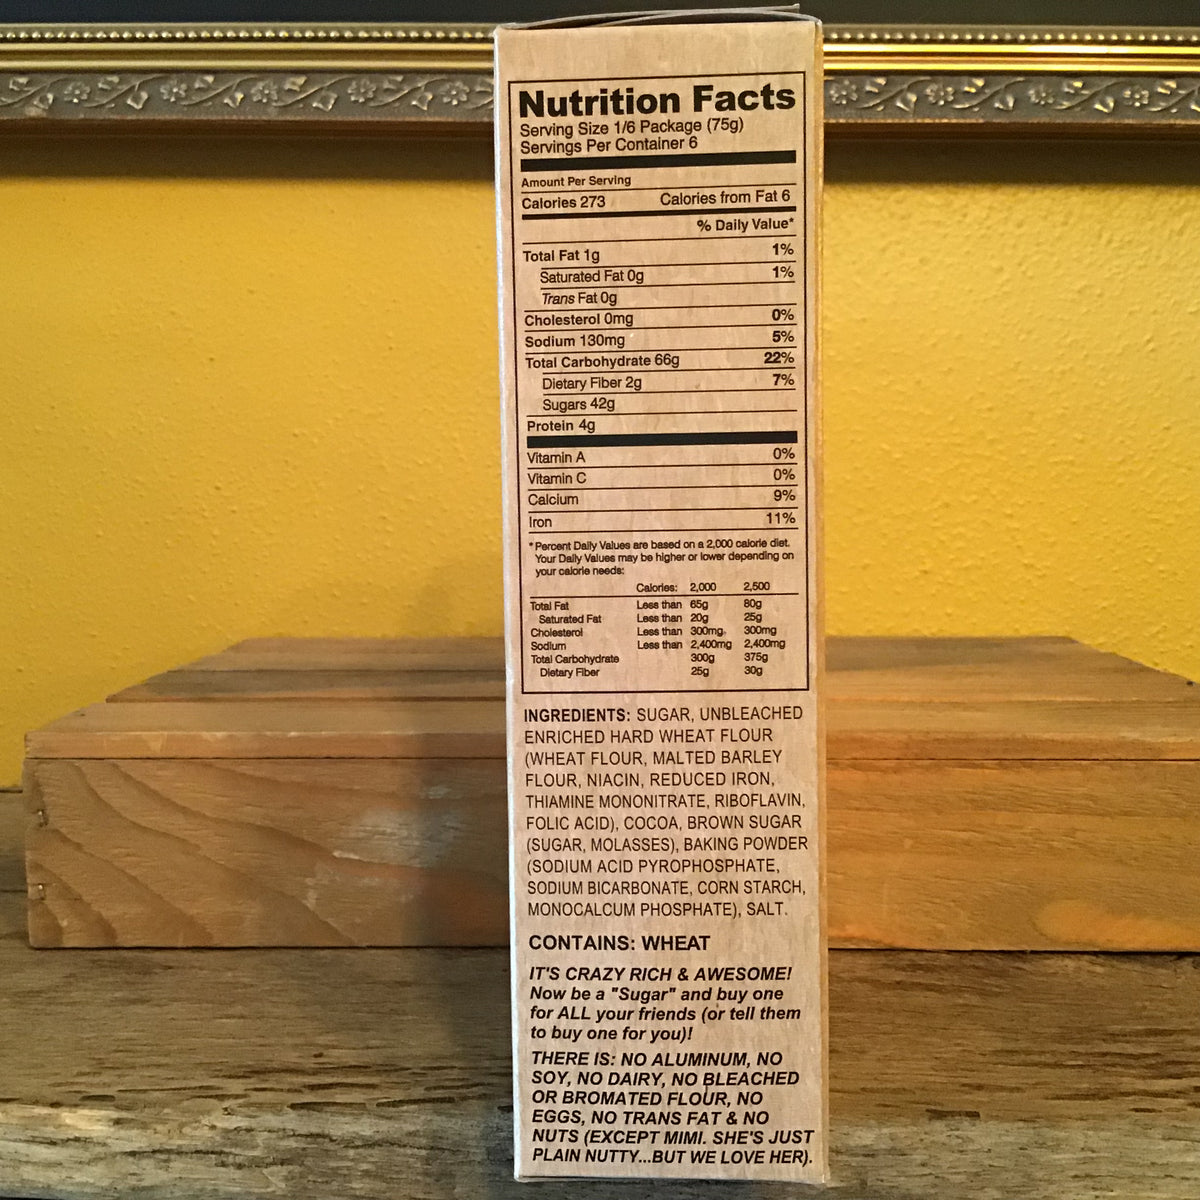 Nutrition Facts
Serving Size 1/6 Package (75g)
Servings Per Container 6
Amount Per Serving
Calories 273 Calories from Fat 6
% Daily Value*
Total Fat 1g 1%
Saturated Fat 0g 1%
Trans Fat 0g
Cholesterol 0mg 0%
Sodium 130mg 5%
Total Carbohydrate 66g 22%
Dietary Fiber 2g 7%
Sugars 42g
Protein 4g
Vitamin A 0%
Vitamin C 0%
Calcium 9%
Iron 11%
*Percent Daily Values are based on a 2,000 calorie diet.
Your Daily Values may be higher or lower depending on
your calorie needs:
Calories: 2,000 2,500
Total Fat Less than 65g 80g
Saturated Fat Less than 20g 25g
Cholesterol Less than 300mg 300mg
Sodium Less than 2,400mg 2,400mg
Total Carbohydrate 300g 375g
Dietary Fiber 25g 30g
INGREDIENTS: SUGAR, UNBLEACHED
ENRICHED HARD WHEAT FLOUR
(WHEAT FLOUR, MALTED BARLEY
FLOUR, NIACIN, REDUCED IRON,
THIAMINE MONONITRATE, RIBOFLAVIN,
FOLIC ACID), COCOA, BROWN SUGAR
(SUGAR, MOLASSES), BAKING POWDER
(SODIUM ACID PYROPHOSPHATE,
SODIUM BICARBONATE, CORN STARCH,
MONOCALCUM PHOSPHATE), SALT.
CONTAINS: WHEAT
IT'S CRAZY RICH & AWESOME!
Now be a "Sugar" and buy one
for ALL your friends (or tell them
to buy one for you)!
THERE IS: NO ALUMINUM, NO
SOY, NO DAIRY, NO BLEACHED
OR BROMATED FLOUR, NO
EGGS, NO TRANS FAT & NO
NUTS (EXCEPT MIMI. SHE'S JUST
PLAIN NUTTY...BUT WE LOVE HER).